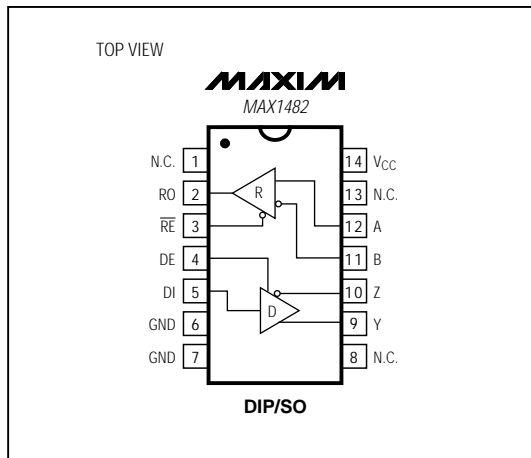 TOP VIEW
MAXIM
MAX1482
N.C. 1
14 VCC
RO 2
13 N.C.
R
RE 3
12 A
DE 4
11 B
DI 5
10 Z
D
GND 6
9 Y
GND 7
8 N.C.
DIP/SO